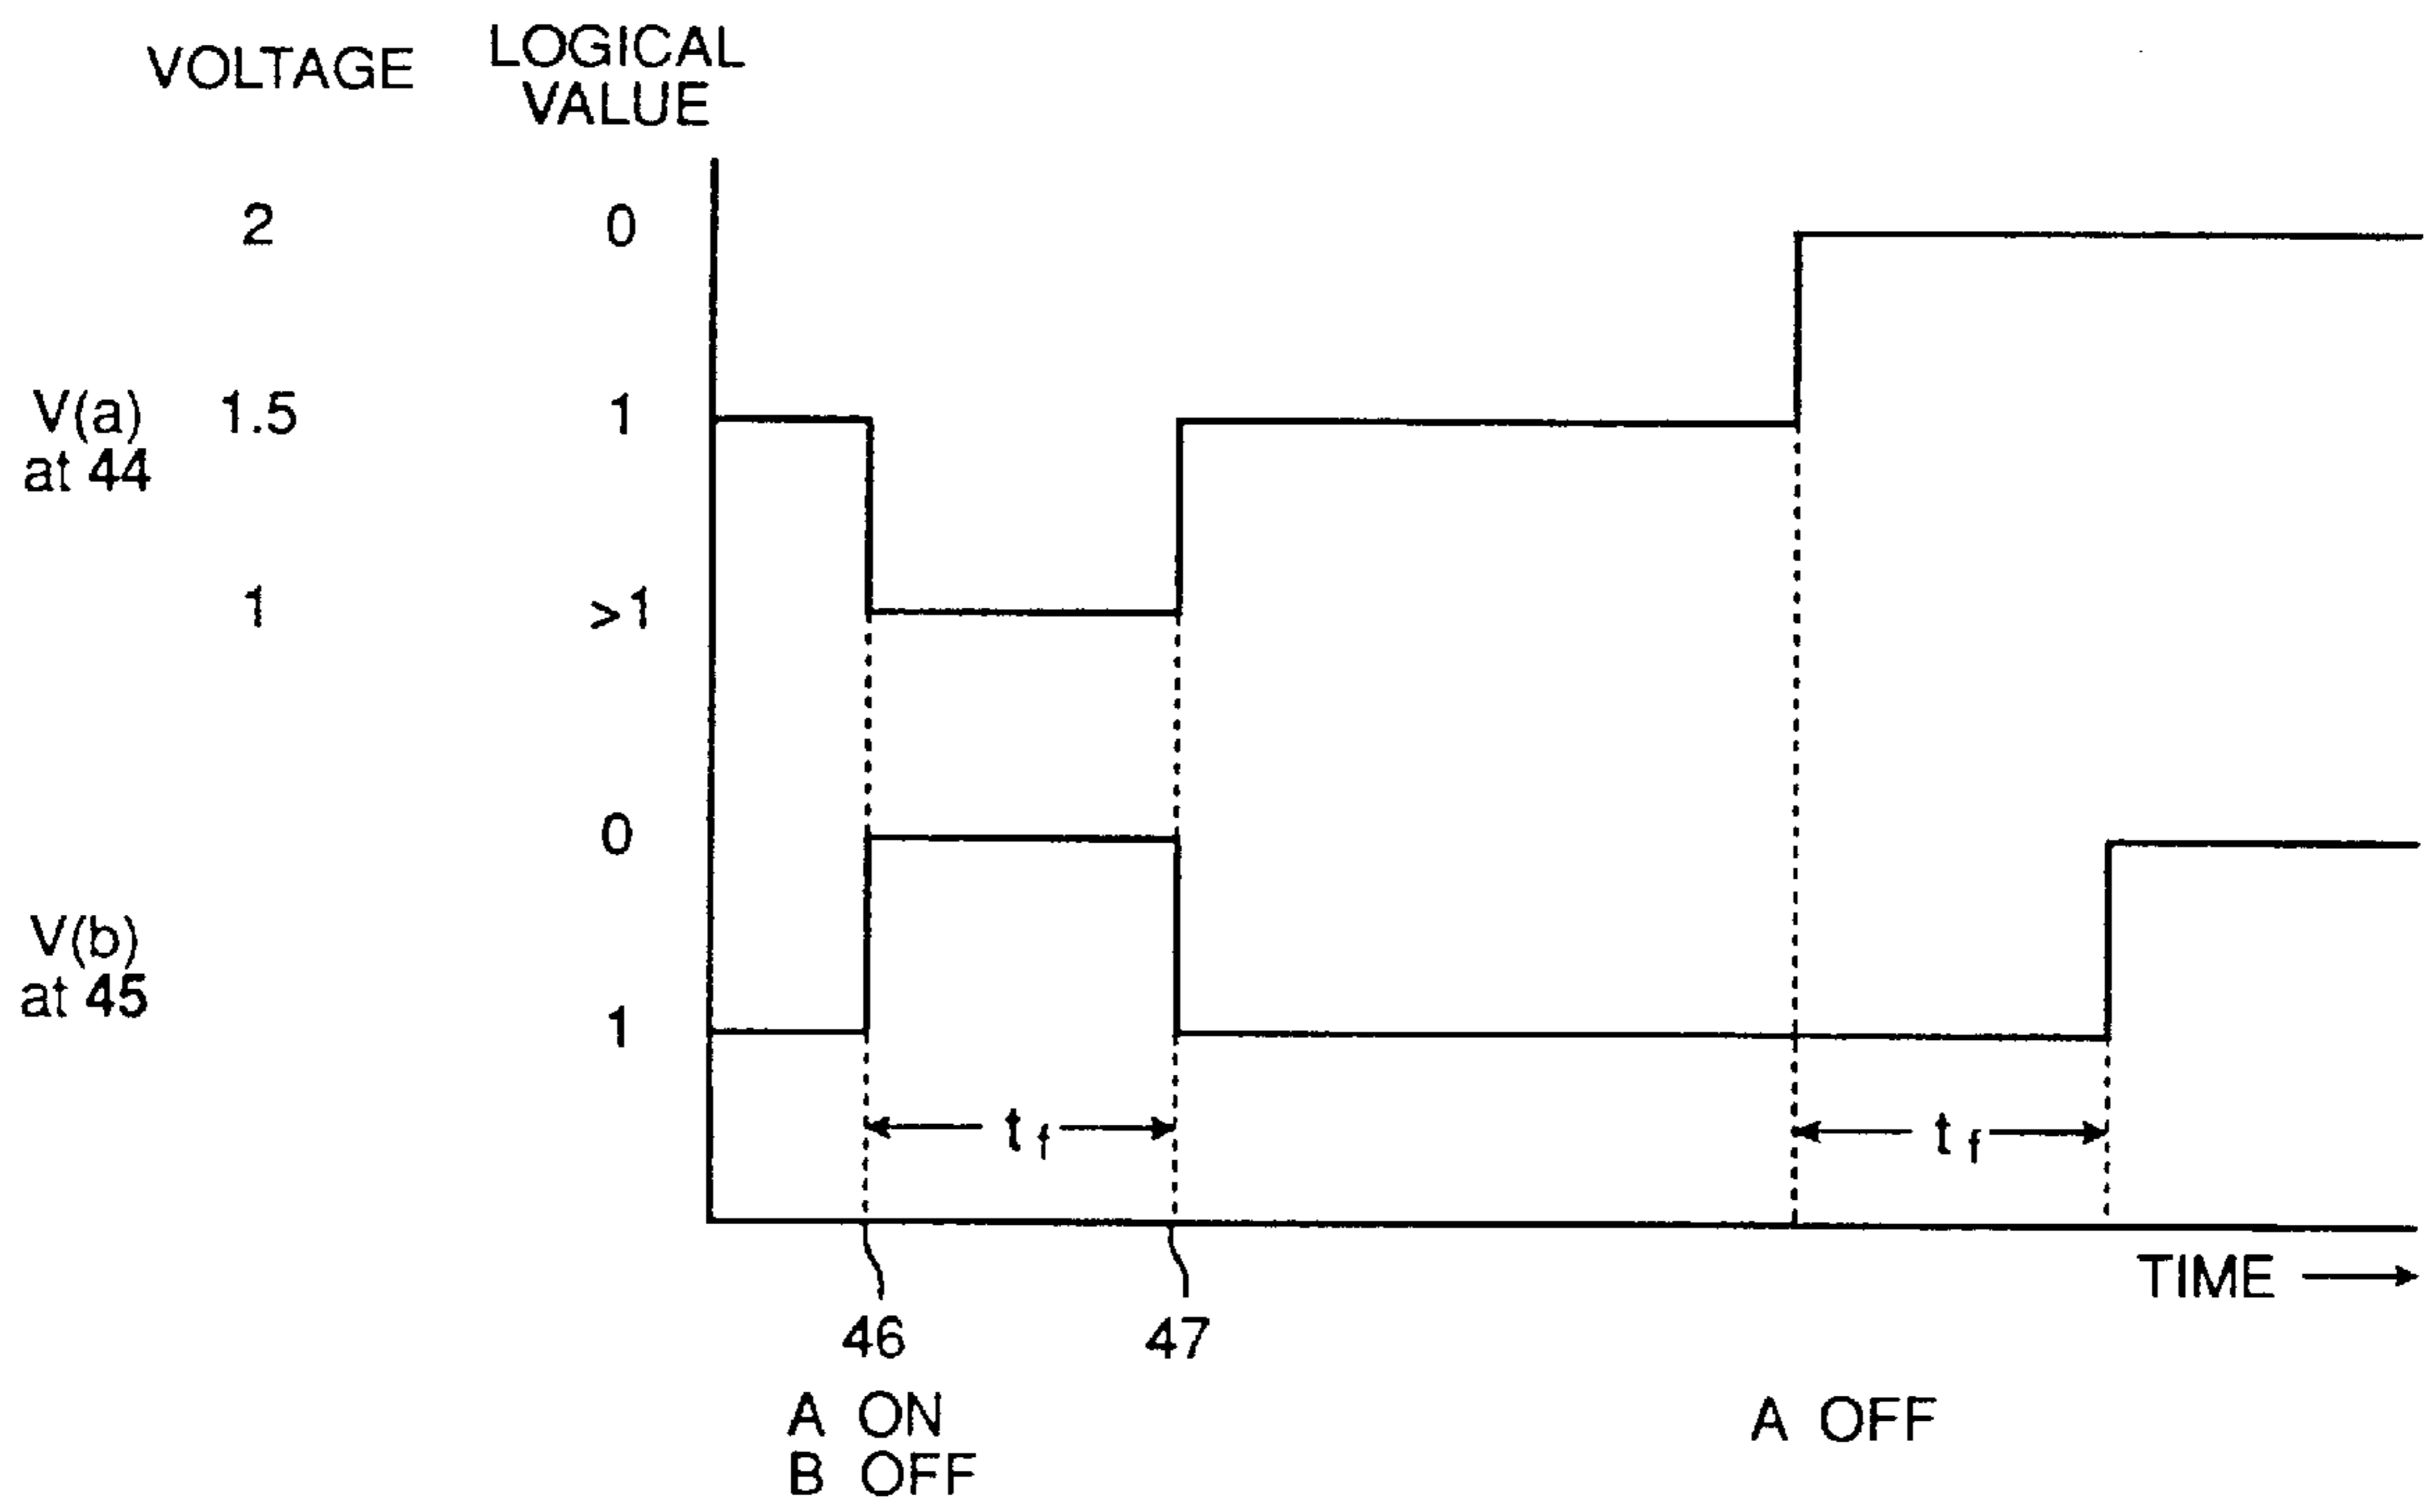 VOLTAGE
LOGICAL
VALUE
2
0
V(a)
at 44
1.5
1
1
>1
0
V(b)
at 45
1
t f
t f
TIME
46
47
A ON
B OFF
A OFF